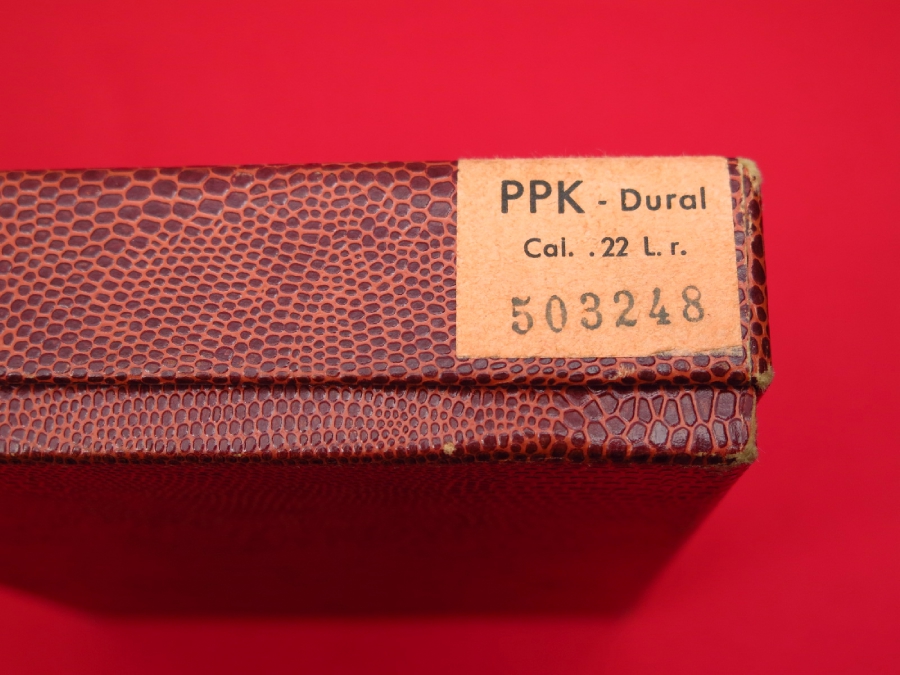 PPK - Dural
Cal. .22 L. r.
503248